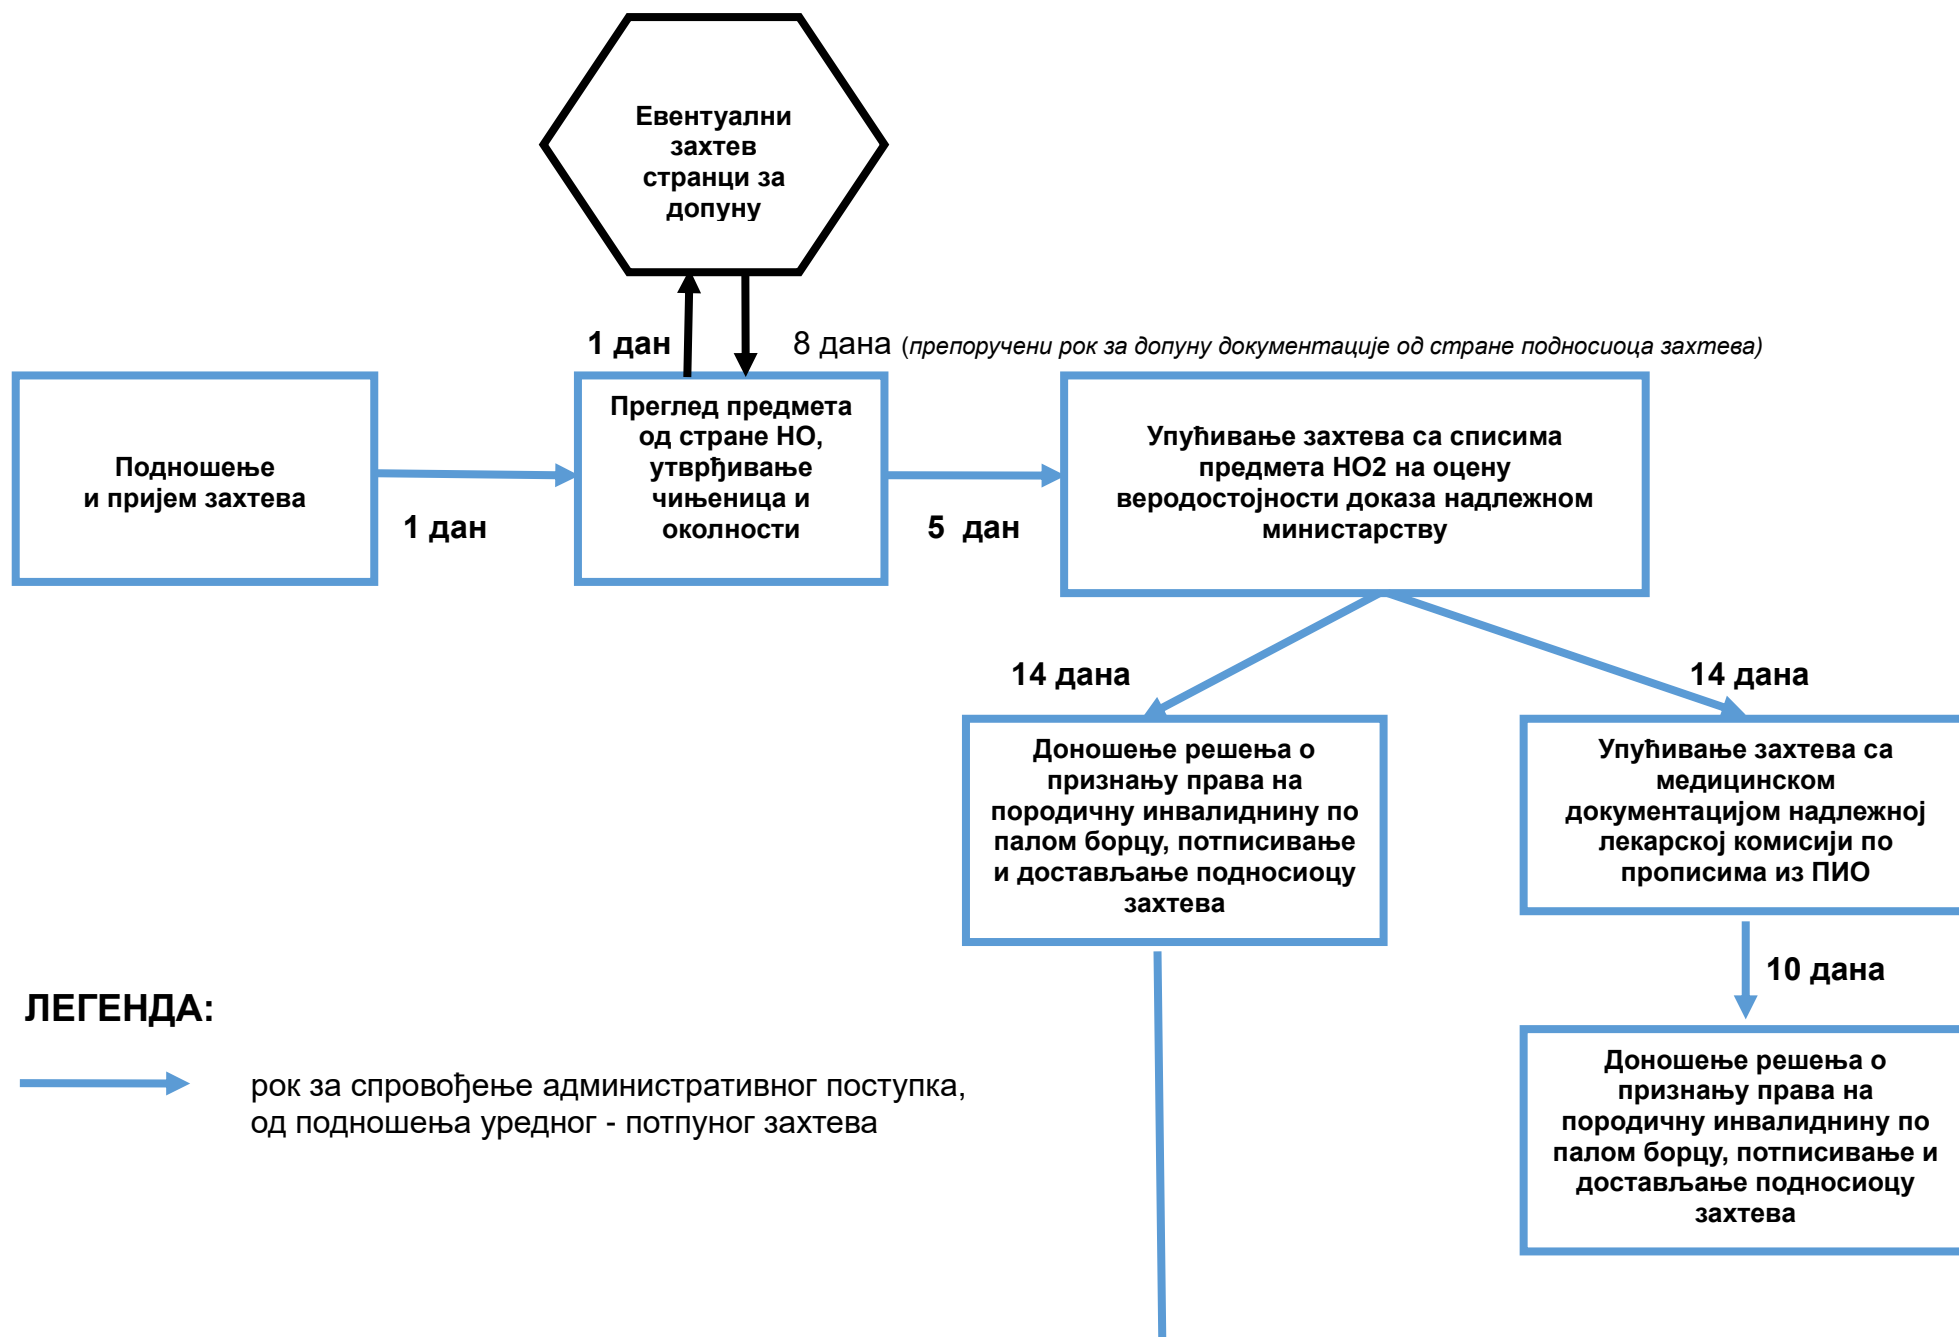 Евентуални
захтев
странци за
допуну
1 дан
8 дана (препоручени рок за допуну документације од стране подносиоца захтева)
Подношење
и пријем захтева
1 дан
Преглед предмета
од стране НО,
утврђивање
чињеница и
околности
5 дан
Упућивање захтева са списима
предмета НО2 на оцену
веродостојности доказа надлежном
министарству
14 дана
14 дана
Доношење решења о
признању права на
породичну инвалиднину по
палом борцу, потписивање
и достављање подносиоцу
захтева
Упућивање захтева са
медицинском
документацијом надлежној
лекарској комисији по
прописима из ПИО
10 дана
Доношење решења о
признању права на
породичну инвалиднину по
палом борцу, потписивање и
достављање подносиоцу
захтева
ЛЕГЕНДА:
рок за спровођење административног поступка,
од подношења уредног - потпуног захтева